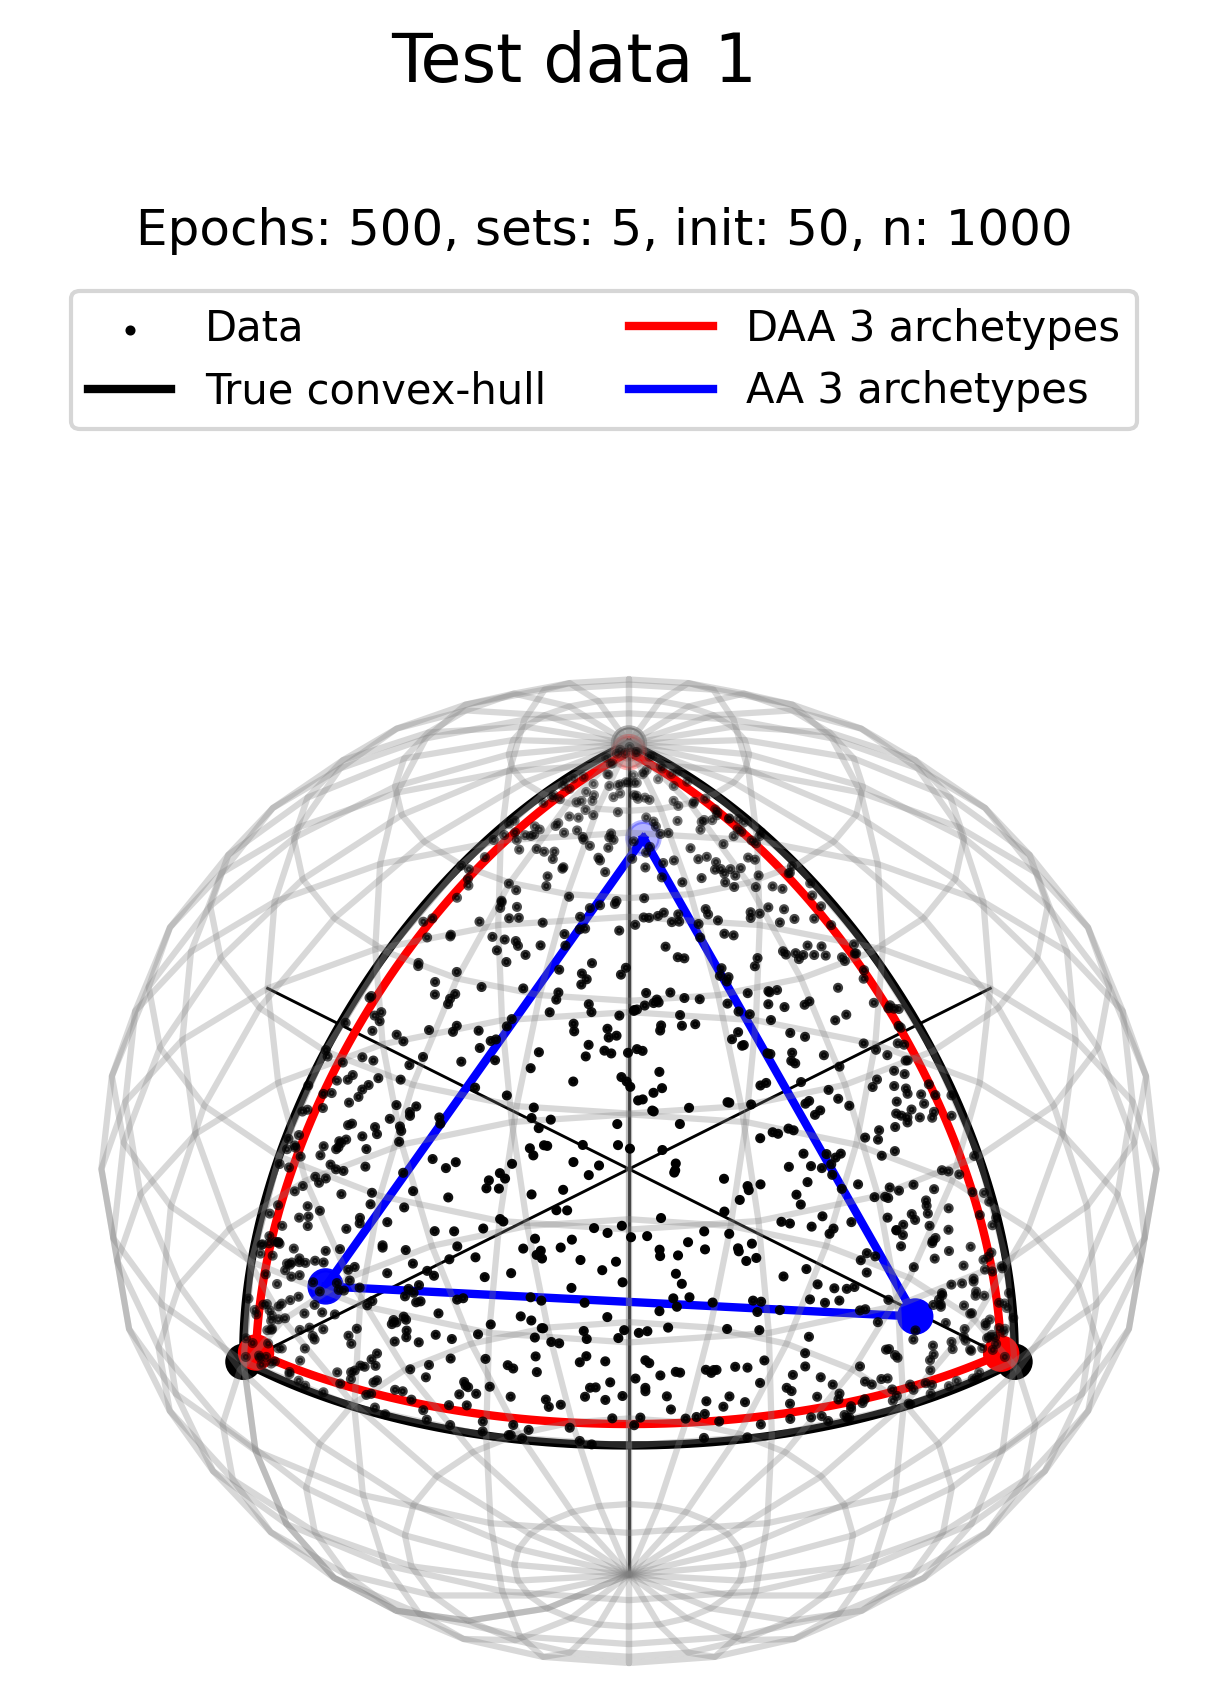 Test data 1
Epochs: 500, sets: 5, init: 50, n: 1000
Data
True convex-hull
DAA 3 archetypes
AA 3 archetypes